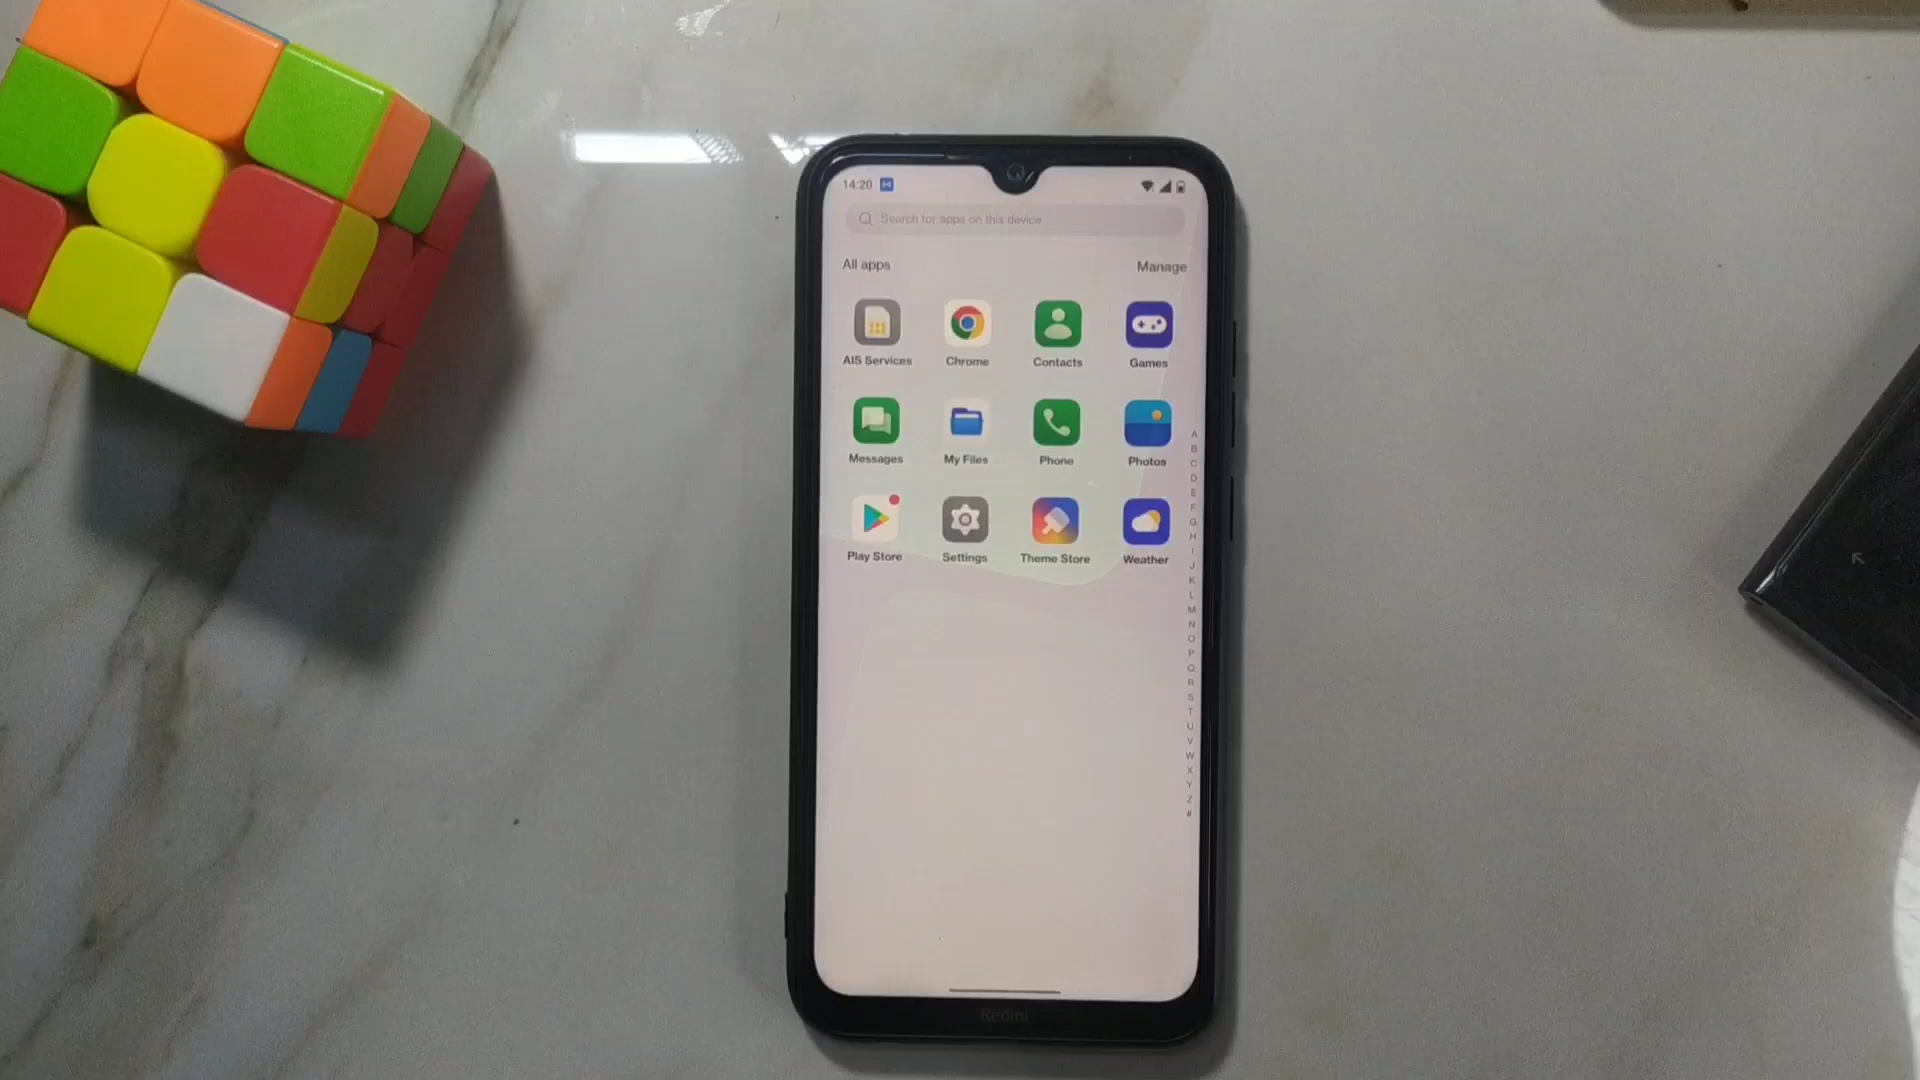 14:20
Search for apps on this device
All apps
Manage
AIS Services
Chrome
Contacts
Games
Messages
My Files
Phone
Photos
Play Store
Settings
Theme Store
Weather
A
B
C
D
E
F
G
H
I
J
K
L
M
N
O
P
Q
R
S
T
U
V
W
X
Y
Z
#
Redmi